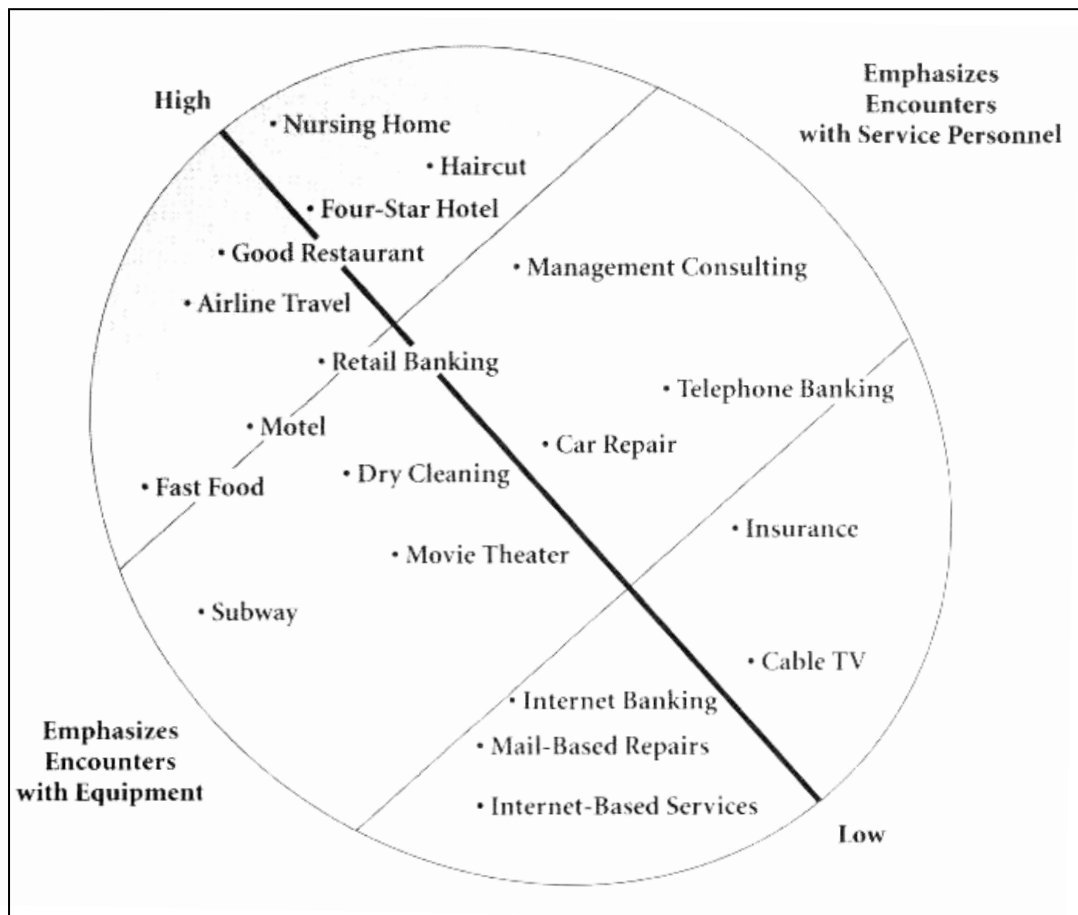 Emphasizes
Encounters
with Service Personnel
High
• Nursing Home
• Haircut
• Four-Star Hotel
• Good Restaurant
• Management Consulting
• Airline Travel
• Retail Banking
• Telephone Banking
• Motel
• Car Repair
• Dry Cleaning
• Fast Food
• Insurance
• Movie Theater
• Subway
• Cable TV
• Internet Banking
Emphasizes
Encounters
with Equipment
• Mail-Based Repairs
• Internet-Based Services
Low